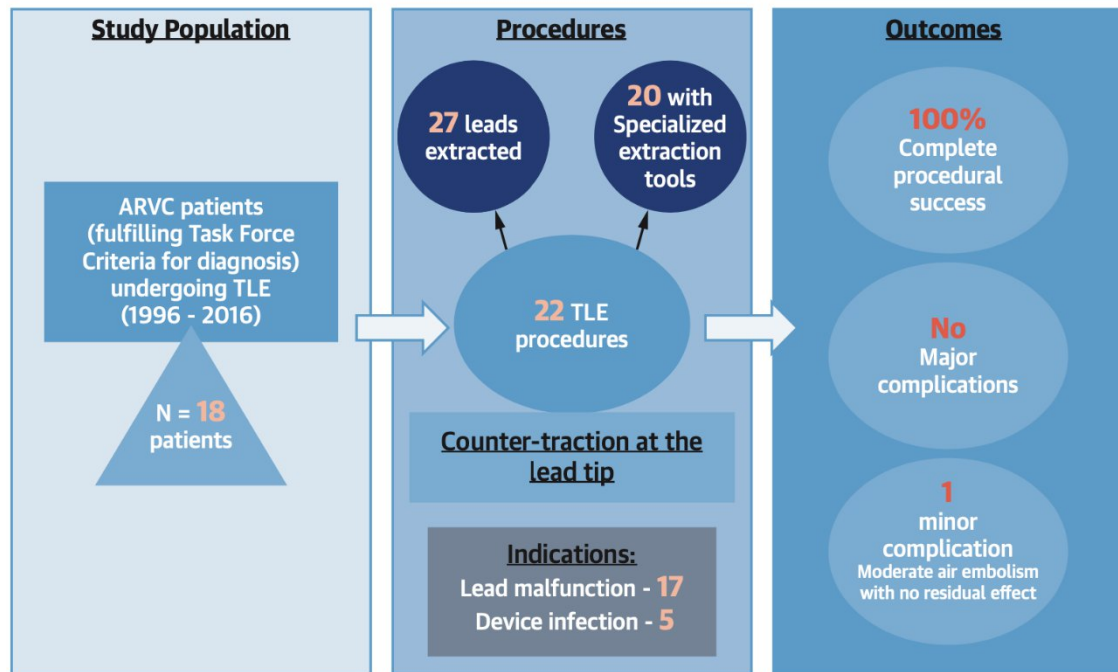 Study Population
ARVC patients
(fulfilling Task Force
Criteria for diagnosis)
undergoing TLE
(1996 - 2016)
N = 18
patients
Procedures
27 leads
extracted
20 with
Specialized
extraction
tools
22 TLE
procedures
Counter-traction at the
lead tip
Indications:
Lead malfunction - 17
Device infection - 5
Outcomes
100%
Complete
procedural
success
No
Major
complications
1
minor
complication
Moderate air embolism
with no residual effect